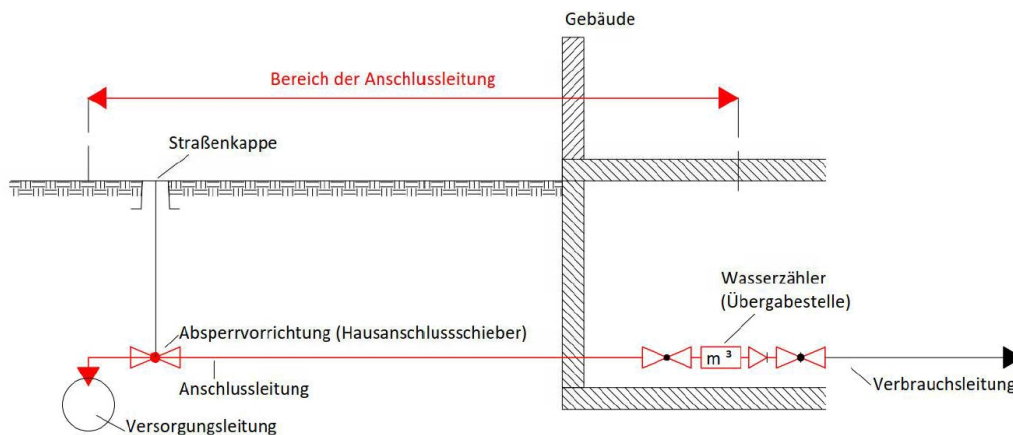 Gebäude
Bereich der Anschlussleitung
Straßenkappe
Wasserzähler
(Übergabestelle)
Absperrvorrichtung (Hausanschlussschieber)
m³
Anschlussleitung
Verbrauchsleitung
Versorgungsleitung